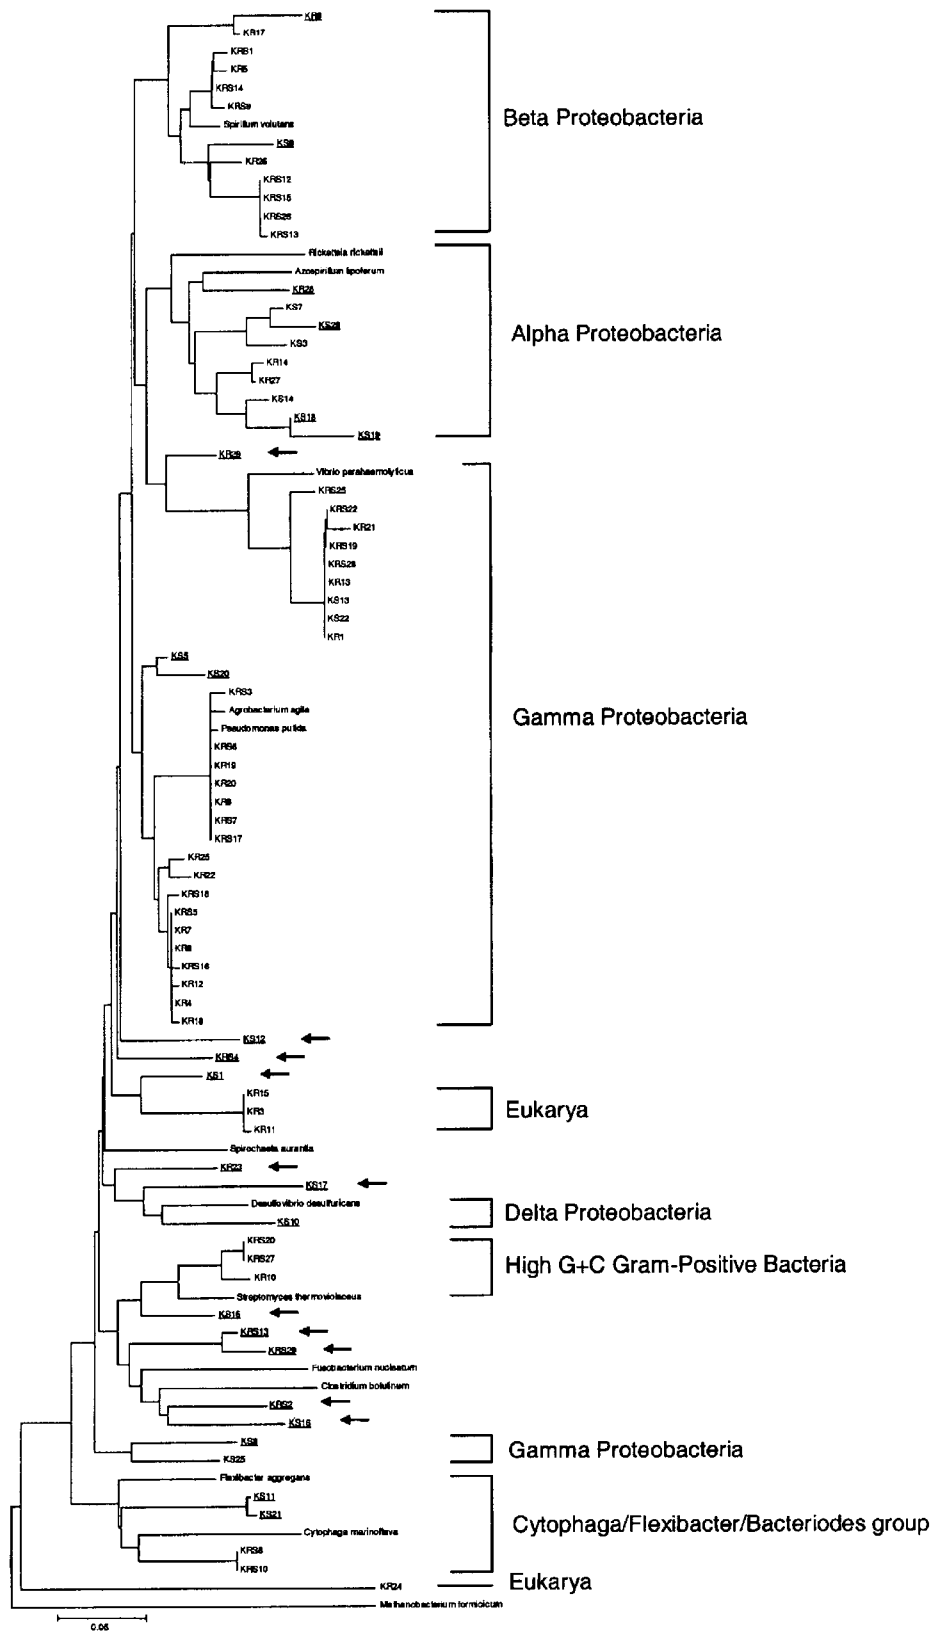 KR17
KRS1
KR5
KRS14
KRS9
Spirillum volutans
Beta Proteobacteria
KR26
KRS12
KRS15
KRS26
KRS13
Rickettsia rickettsii
Azospirillum lipoferum
KR28
KS7
KS28
KS3
Alpha Proteobacteria
KR14
KR27
KS14
KS18
KS19
KR29
Vibrio parahaemolyticus
KRS25
KRS22
KR21
KRS19
KRS28
KR13
KS13
KS22
KR1
KS5
KS20
KRS3
Agrobacterium agile
Pseudomonas putida
Gamma Proteobacteria
KRS6
KR19
KR20
KRS7
KRS17
KR25
KR22
KRS18
KRS5
KR7
KRS16
KR12
KR4
KR18
KS12
KRS4
KS1
KR15
KR3
Eukarya
KR11
Spirochaeta aurantia
KR23
KS17
Desulfovibrio desulfuricans
Delta Proteobacteria
KS10
KRS20
KRS27
High G+C Gram-Positive Bacteria
KR10
Streptomyces thermoviolaceus
KS15
KRS13
KRS29
Fusobacterium nucleatum
Clostridium botulinum
KRS2
KS16
Gamma Proteobacteria
KS25
Flexibacter aggregans
KS11
KS21
Cytophaga/Flexibacter/Bacteriodes group
Cytophaga marinoflava
KRS8
KRS10
KR24
Eukarya
Methanobacterium formicicum
0.05